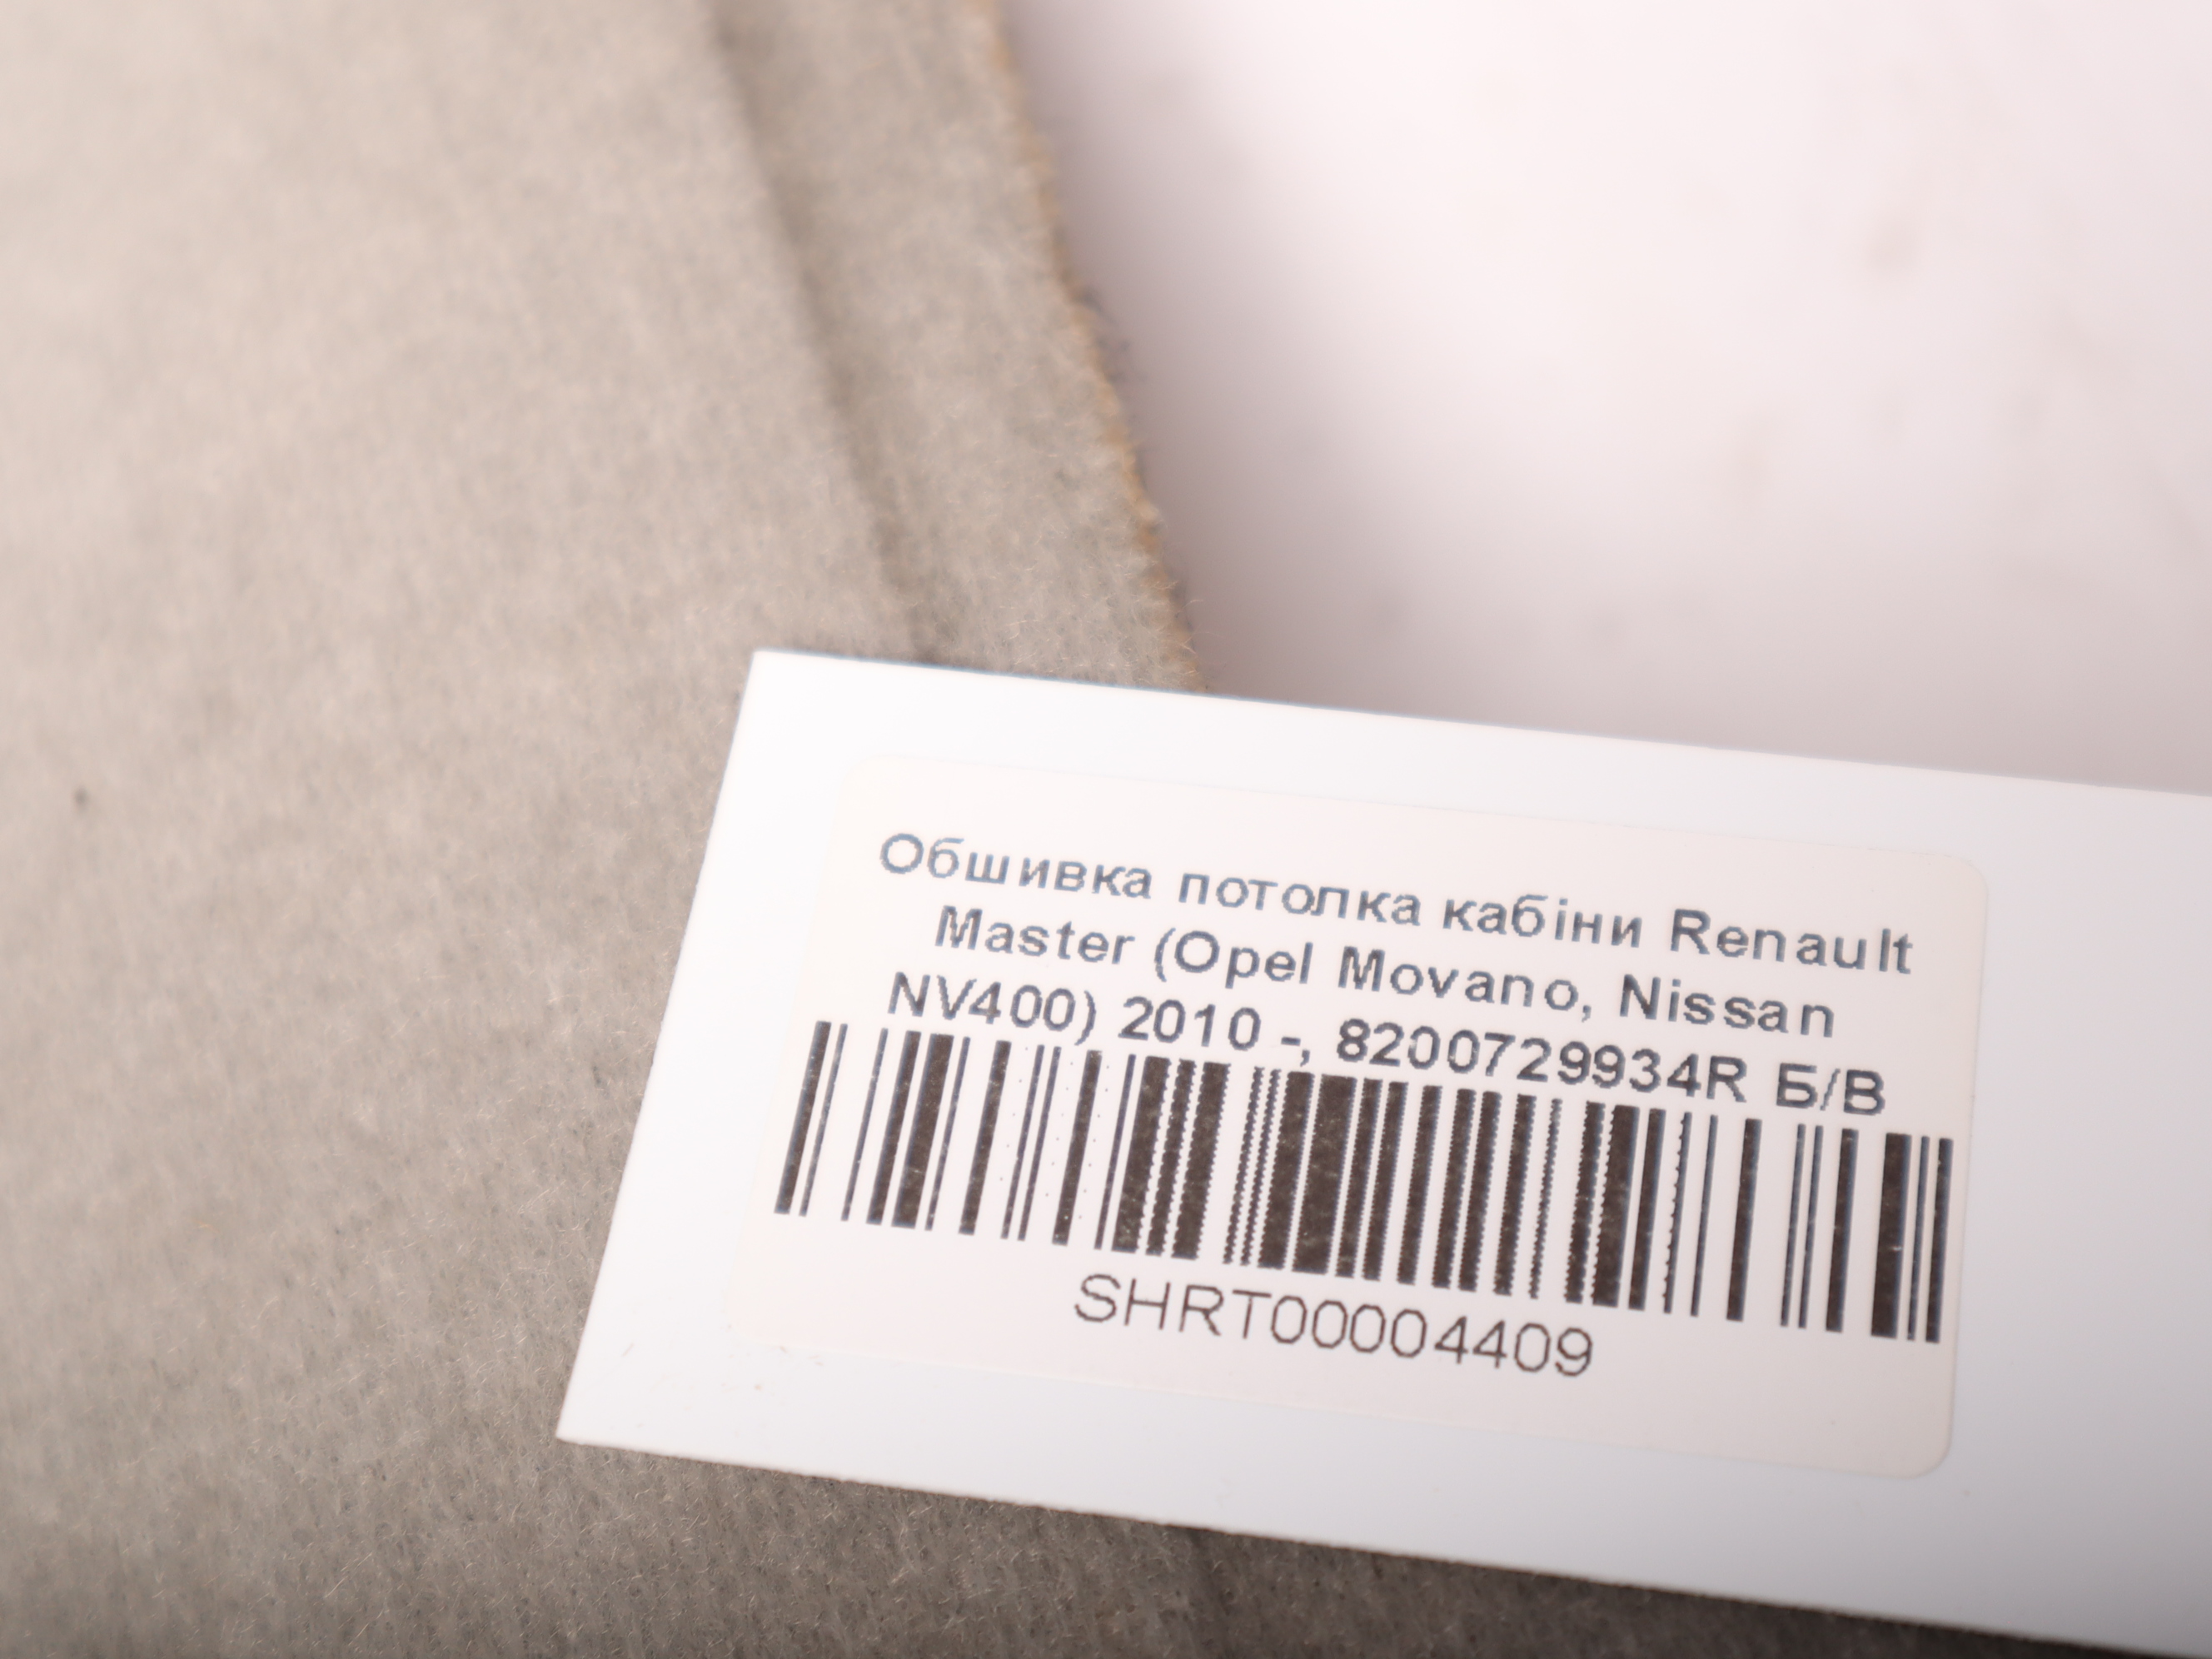 Обшивка потолка кабіни Renault
Master (Opel Movano, Nissan
NV400) 2010 -, 8200729934R Б/В
SHRT00004409